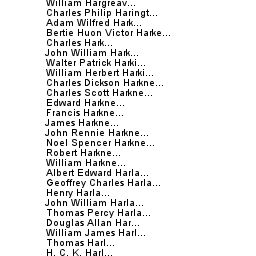 William Hargreav...
Charles Philip Haringt...
Adam Wilfred Hark...
Bertie Huon Victor Harke...
Charles Hark...
John William Hark...
Walter Patrick Harki...
William Herbert Harki...
Charles Dickson Harkne...
Charles Scott Harkne...
Edward Harkne...
Francis Harkne...
James Harkne...
John Rennie Harkne...
Noel Spencer Harkne...
Robert Harkne...
William Harkne...
Albert Edward Harla...
Geoffrey Charles Harla...
Henry Harla...
John William Harla...
Thomas Percy Harla...
Douglas Allan Har...
William James Harl...
Thomas Harl...
H. C. K. Harl...